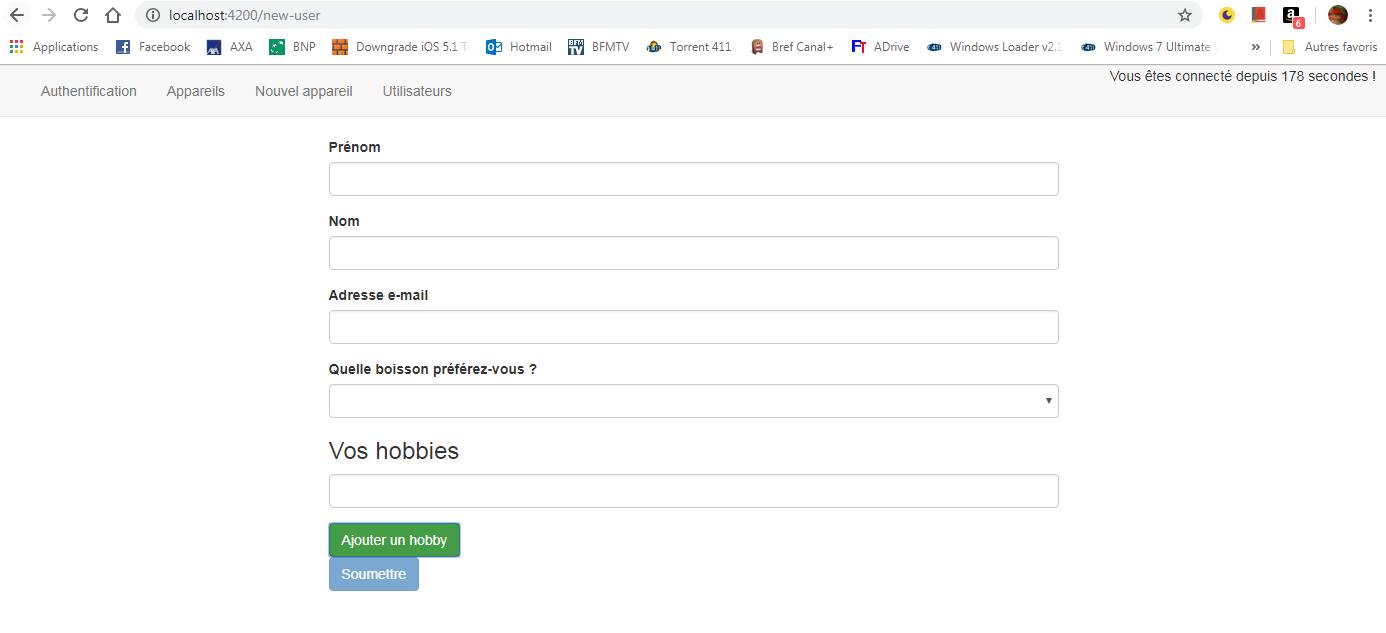 localhost:4200/new-user
6
Applications Facebook AXA BNP Downgrade iOS 5.1 Hotmail BFMTV Torrent 411 Bref Canal+ ADrive Windows Loader v2.1 Windows 7 Ultimate » Autres favoris
Vous êtes connecté depuis 178 secondes !
Authentification Appareils Nouvel appareil Utilisateurs
Prénom
Nom
Adresse e-mail
Quelle boisson préférez-vous ?
Vos hobbies
Ajouter un hobby
Soumettre